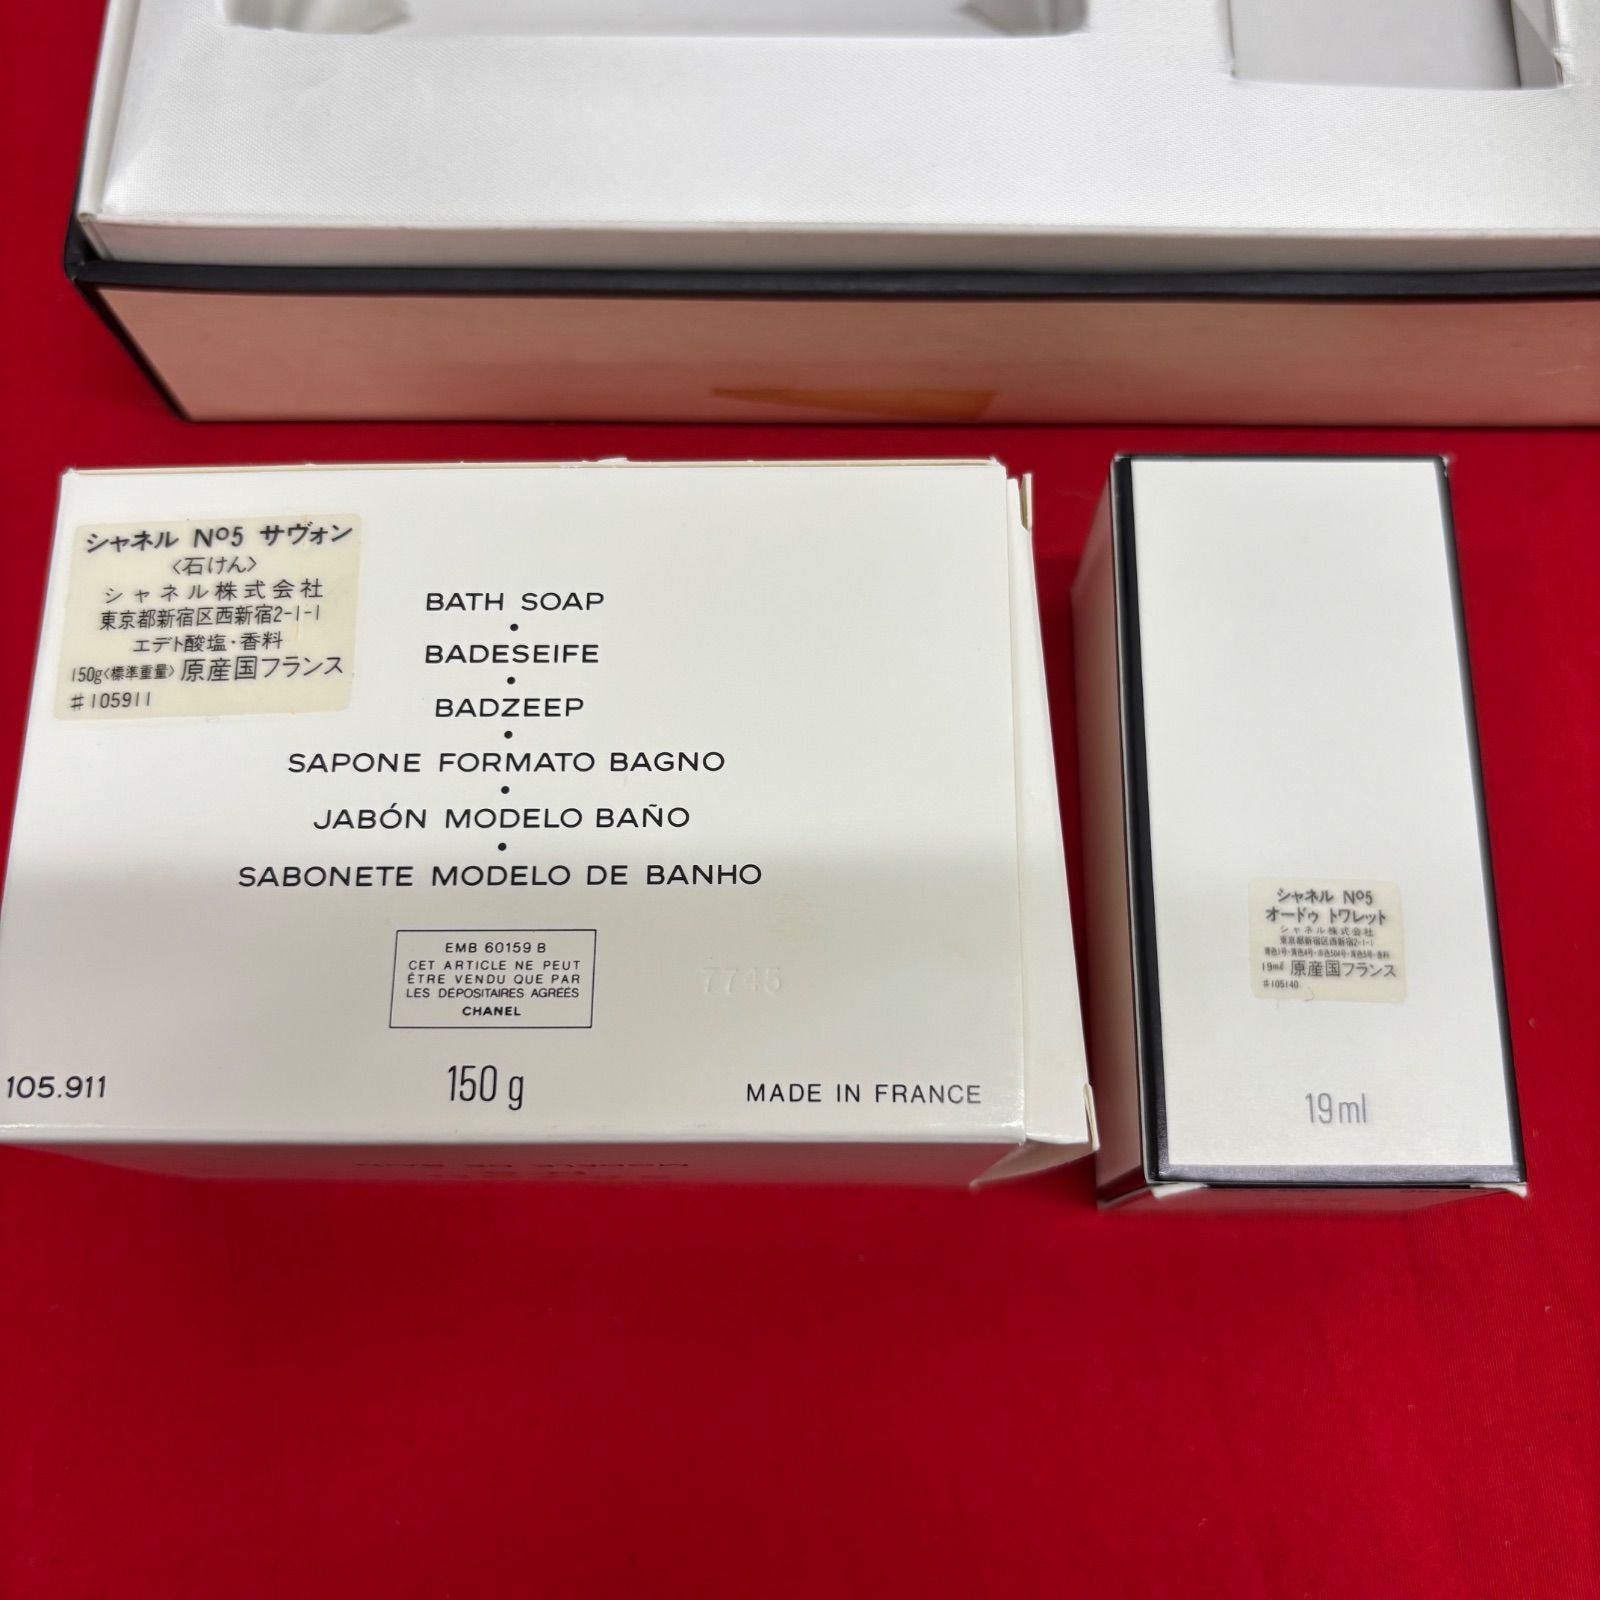 シャネル Nº5 サヴォン
〈石けん〉
シャネル株式会社
東京都新宿区西新宿2-1-1
エデト酸塩・香料
150g〈標準重量〉原産国フランス
#105911
BATH SOAP
•
BADESEIFE
•
BADZEEP
•
SAPONE FORMATO BAGNO
•
JABÓN MODELO BAÑO
•
SABONETE MODELO DE BANHO
EMB 60159 B
CET ARTICLE NE PEUT
ÊTRE VENDU QUE PAR
LES DÉPOSITAIRES AGRÉÉS
CHANEL
7745
105.911
150 g
MADE IN FRANCE
シャネル Nº5
オードゥ トワレット
シャネル株式会社
東京都新宿区西新宿2-1-1
19ml 原産国フランス
#105140
19ml